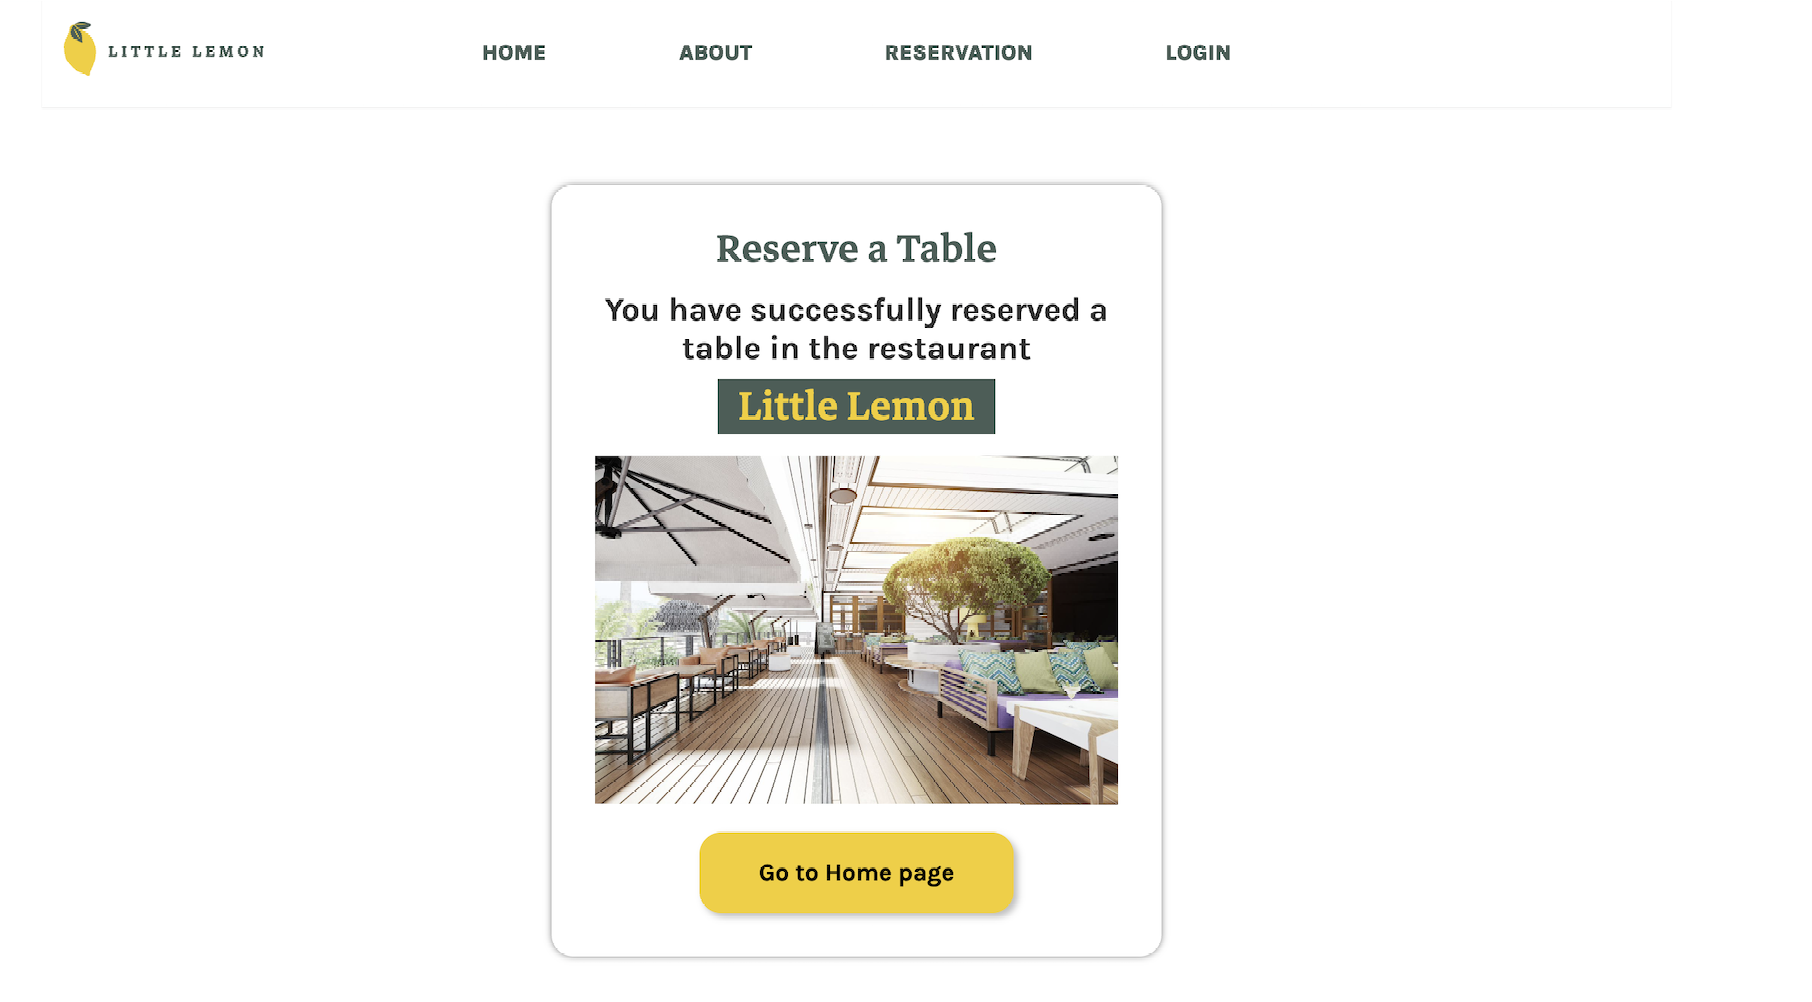 LITTLE LEMON
HOME
ABOUT
RESERVATION
LOGIN
Reserve a Table
You have successfully reserved a
table in the restaurant
Little Lemon
Go to Home page